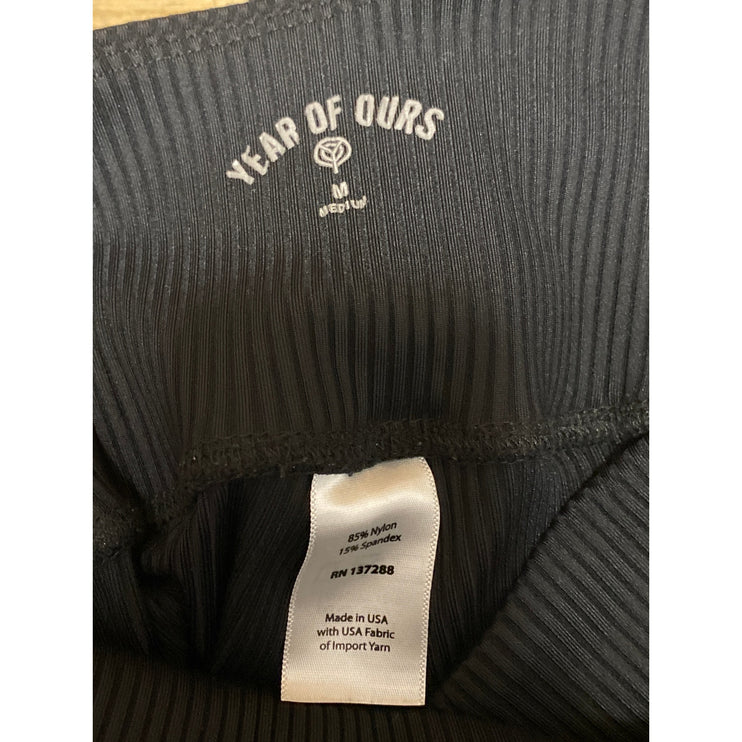 YEAR OF OURS
M
MEDIUM
85% Nylon
15% Spandex
RN 137288
Made in USA
with USA Fabric
of Import Yarn